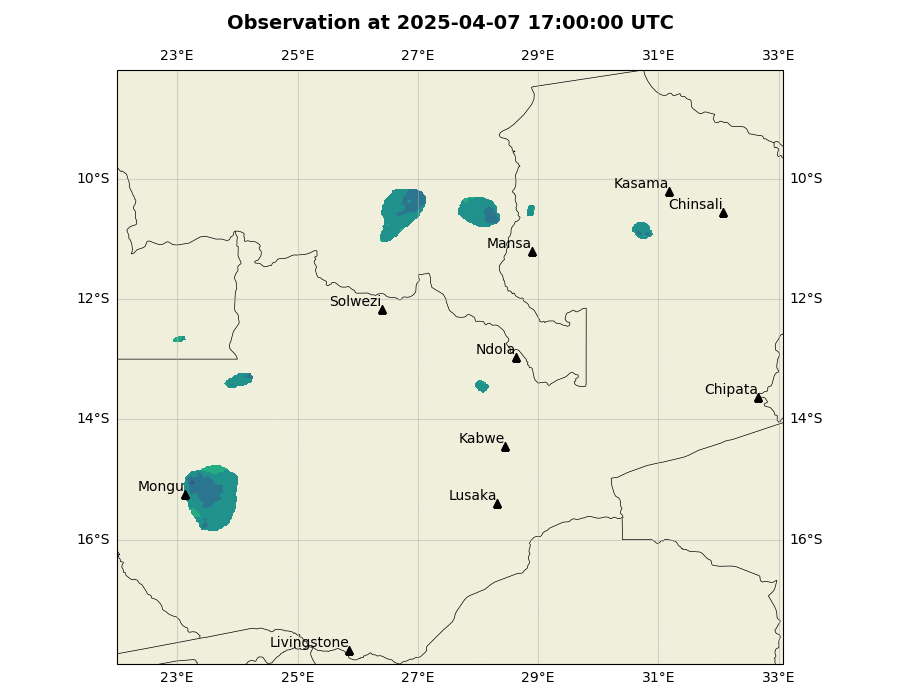 Observation at 2025-04-07 17:00:00 UTC
23°E 25°E 27°E 29°E 31°E 33°E
10°S 10°S
Kasama
Chinsali
Mansa
12°S 12°S
Solwezi
Ndola
Chipata
14°S 14°S
Kabwe
Mongu
Lusaka
16°S 16°S
Livingstone
23°E 25°E 27°E 29°E 31°E 33°E